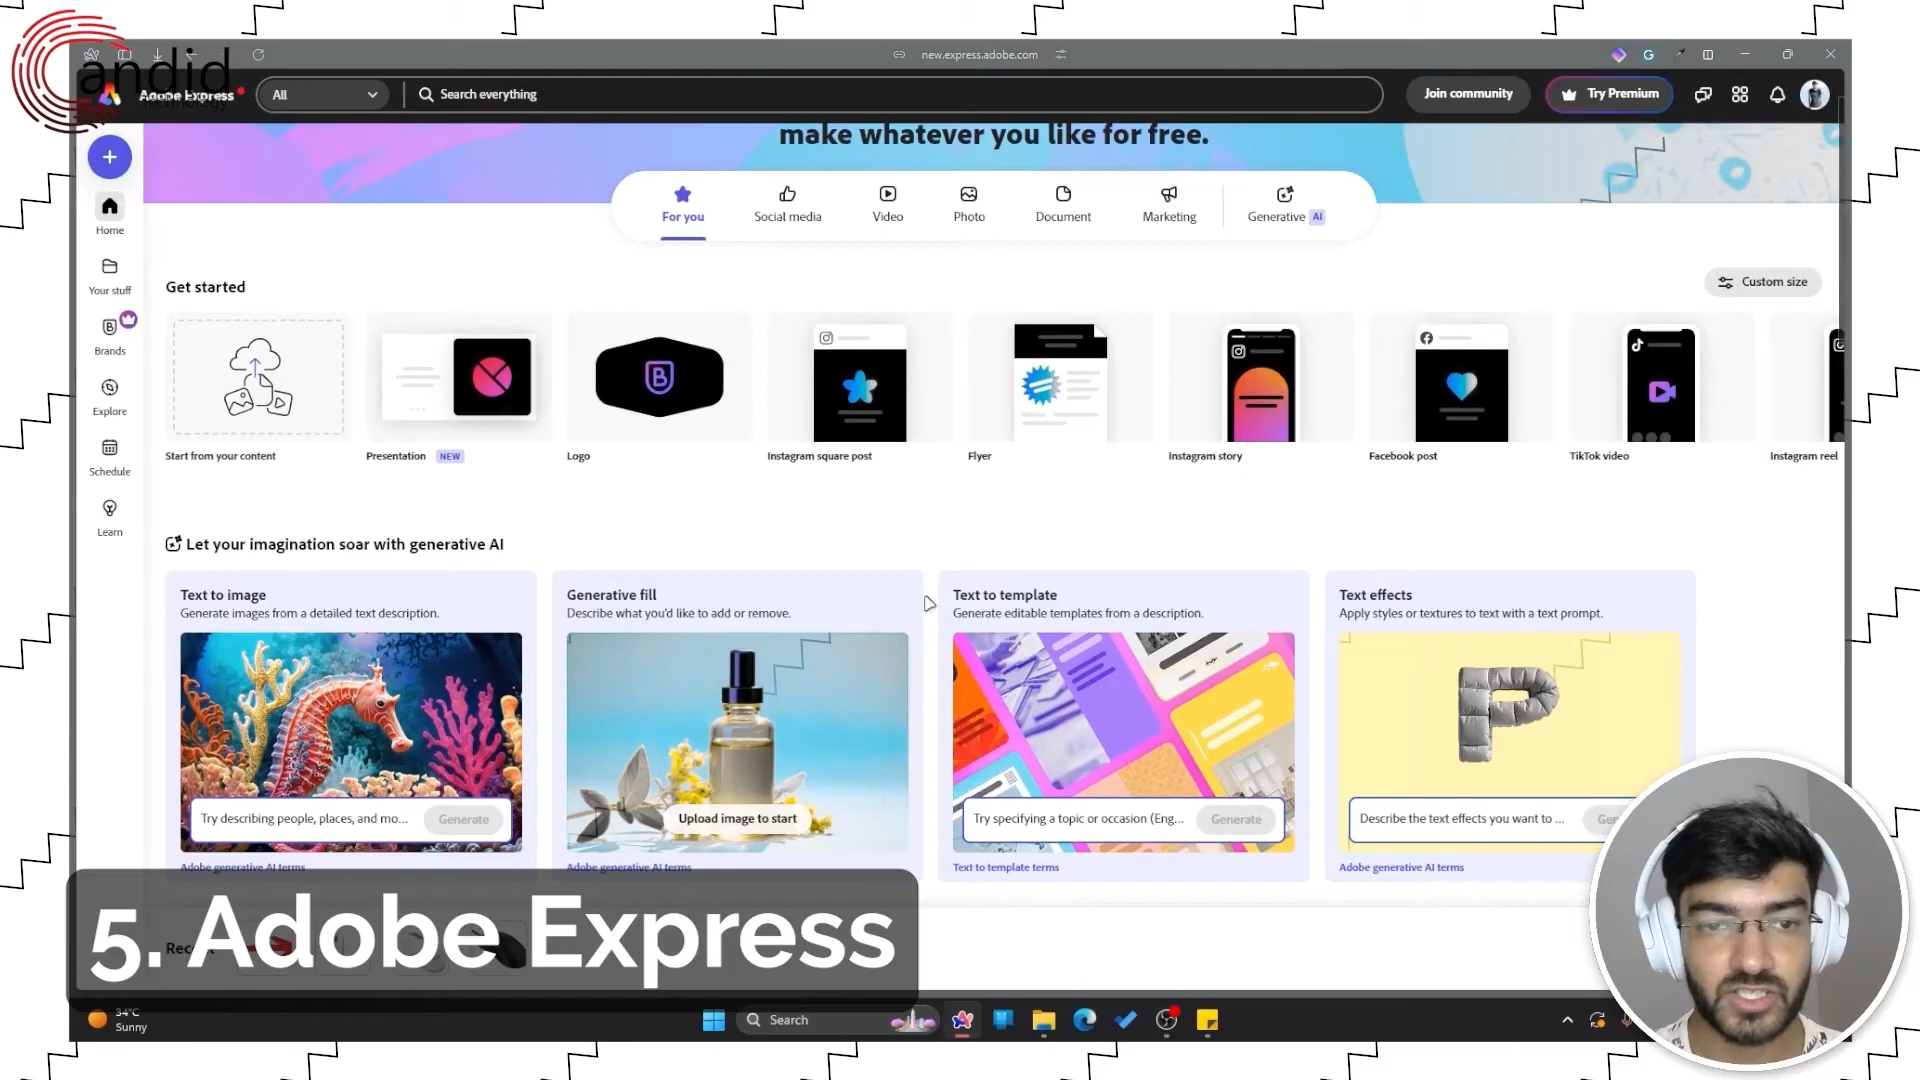 new.express.adobe.com
andid.
Adobe Express
All
Search everything
Join community
Try Premium
make whatever you like for free.
For you
Social media
Video
Photo
Document
Marketing
Generative AI
Home
Your stuff
Brands
Explore
Schedule
Learn
Get started
Custom size
Start from your content
Presentation NEW
Logo
Instagram square post
Flyer
Instagram story
Facebook post
TikTok video
Instagram reel
Let your imagination soar with generative AI
Text to image
Generate images from a detailed text description.
Try describing people, places, and mo...
Generate
Adobe generative AI terms
Generative fill
Describe what you'd like to add or remove.
Upload image to start
Adobe generative AI terms
Text to template
Generate editable templates from a description.
Try specifying a topic or occasion (Eng...
Generate
Text to template terms
Text effects
Apply styles or textures to text with a text prompt.
P
Describe the text effects you want to ...
Adobe generative AI terms
5. Adobe Express
34°C
Sunny
Search